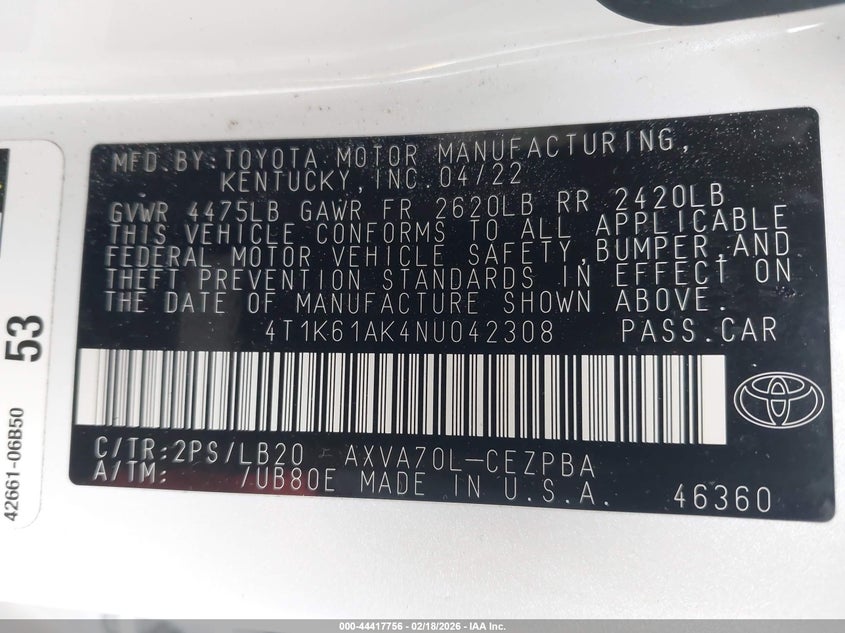 MFD.BY:TOYOTA MOTOR MANUFACTURING,
KENTUCKY,INC.04/22
GVWR 4475LB GAWR FR 2620LB RR 2420LB
THIS VEHICLE CONFORMS TO ALL APPLICABLE
FEDERAL MOTOR VEHICLE SAFETY,BUMPER,AND
THEFT PREVENTION STANDARDS IN EFFECT ON
THE DATE OF MANUFACTURE SHOWN ABOVE.
4T1K61AK4NU042308 PASS.CAR
C/TR:2PS/LB20 - AXVA70L-CEZPBA
A/TM: /UB80E MADE IN U.S.A. 46360
53
42661-06B50
000-44417756 - 02/18/2026 - IAA Inc.